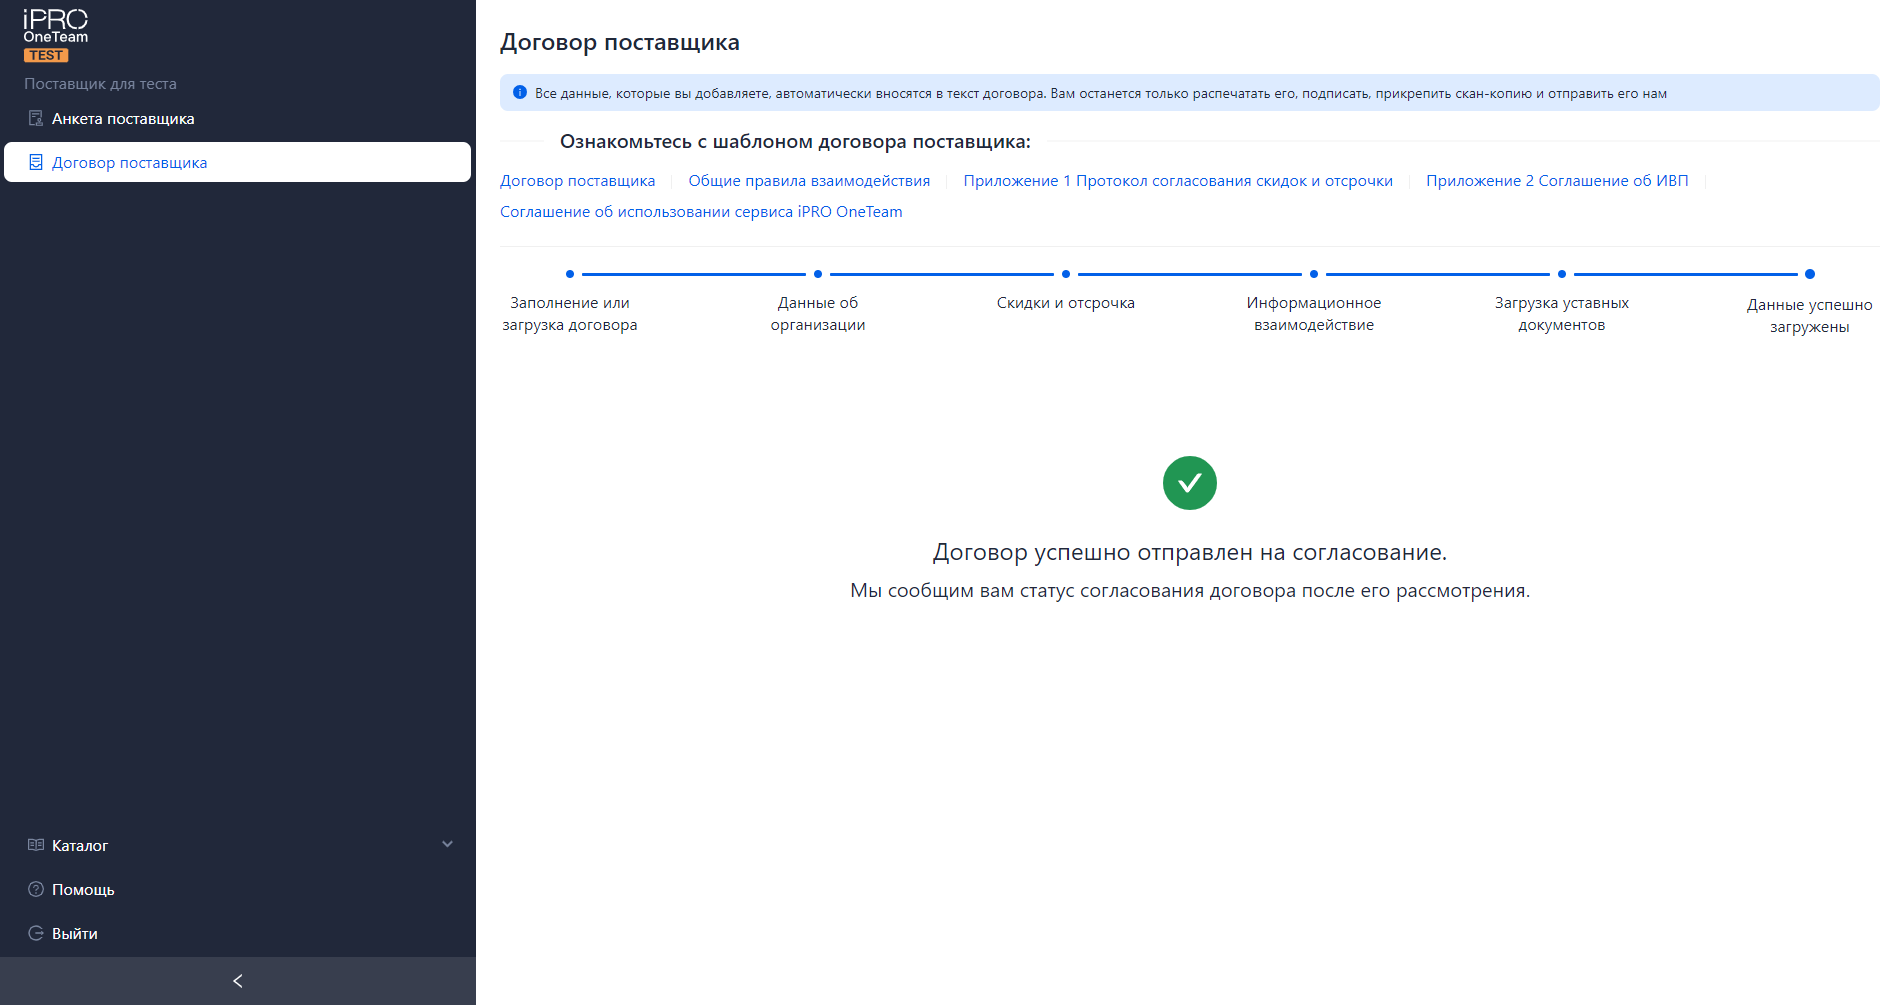 iPRO
OneTeam
TEST
Поставщик для теста
Анкета поставщика
Договор поставщика
Каталог
Помощь
Выйти
Договор поставщика
Все данные, которые вы добавляете, автоматически вносятся в текст договора. Вам останется только распечатать его, подписать, прикрепить скан-копию и отправить его нам
Ознакомьтесь с шаблоном договора поставщика:
Договор поставщика Общие правила взаимодействия Приложение 1 Протокол согласования скидок и отсрочки Приложение 2 Соглашение об ИВП
Соглашение об использовании сервиса iPRO OneTeam
Заполнение или
загрузка договора
Данные об
организации
Скидки и отсрочка
Информационное
взаимодействие
Загрузка уставных
документов
Данные успешно
загружены
Договор успешно отправлен на согласование.
Мы сообщим вам статус согласования договора после его рассмотрения.